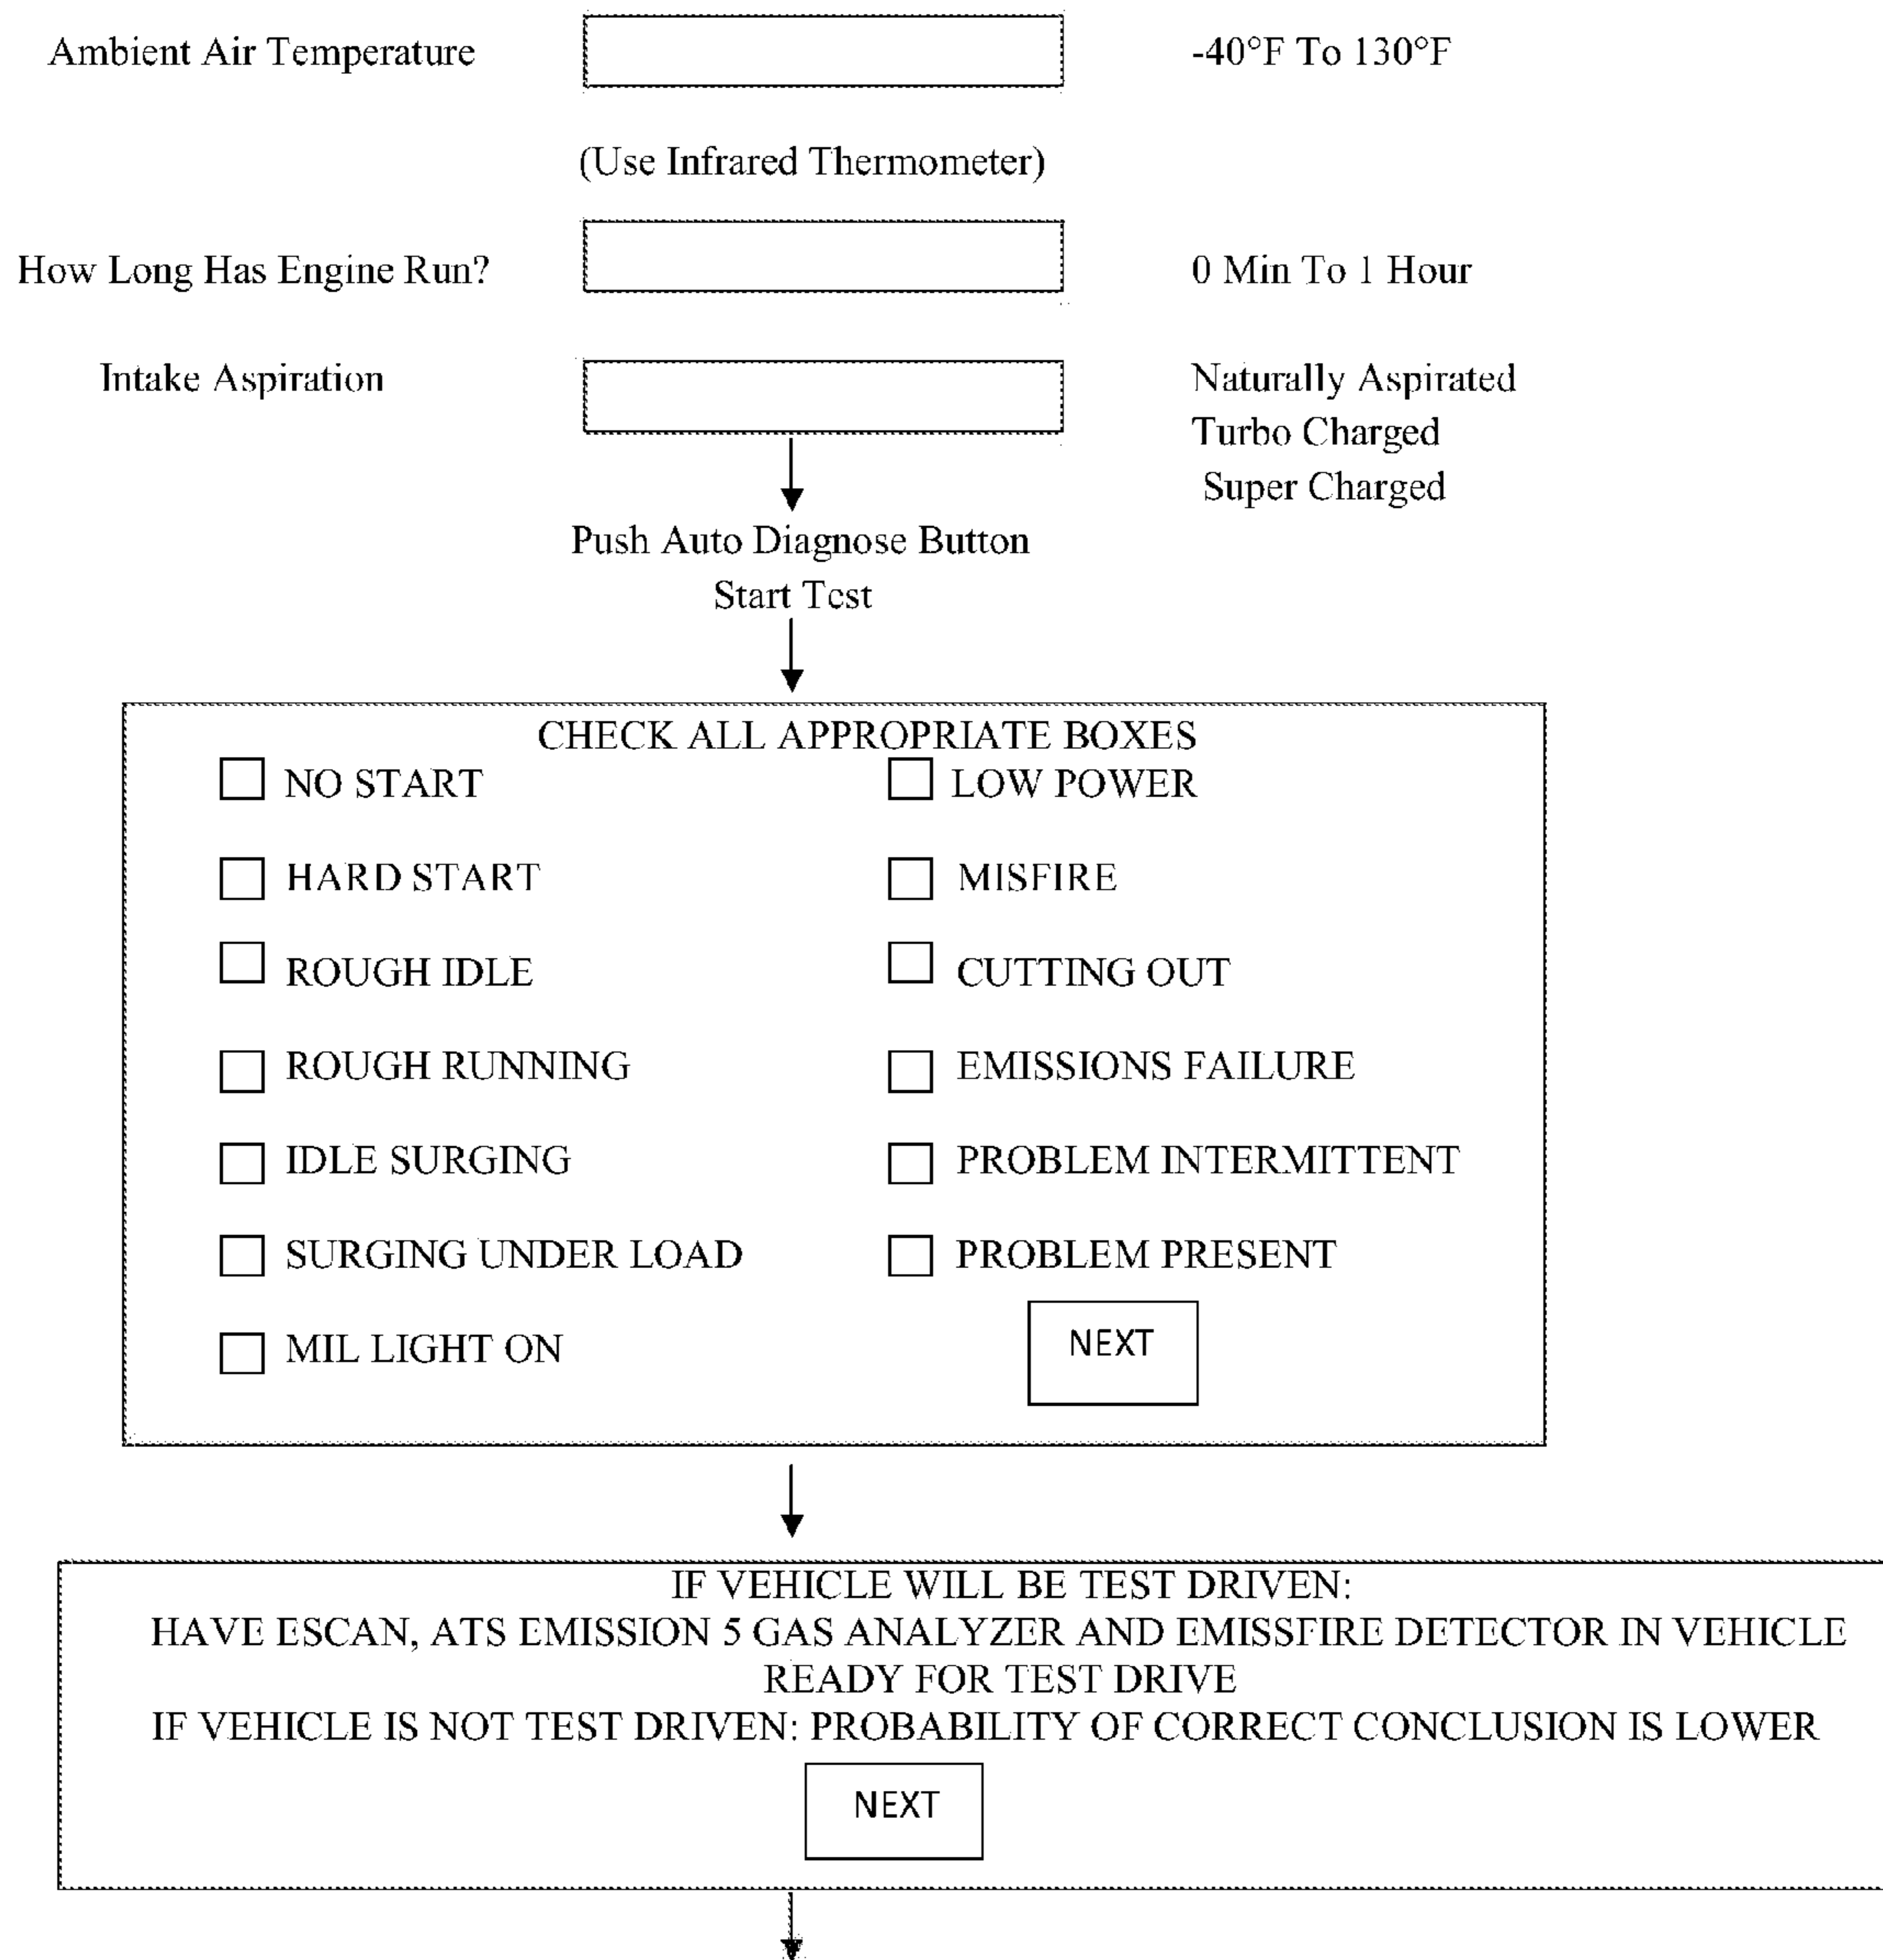 Ambient Air Temperature -40°F To 130°F
(Use Infrared Thermometer)
How Long Has Engine Run? 0 Min To 1 Hour
Intake Aspiration Naturally Aspirated
Turbo Charged
Super Charged
Push Auto Diagnose Button
Start Test
CHECK ALL APPROPRIATE BOXES
NO START LOW POWER
HARD START MISFIRE
ROUGH IDLE CUTTING OUT
ROUGH RUNNING EMISSIONS FAILURE
IDLE SURGING PROBLEM INTERMITTENT
SURGING UNDER LOAD PROBLEM PRESENT
MIL LIGHT ON NEXT
IF VEHICLE WILL BE TEST DRIVEN:
HAVE ESCAN, ATS EMISSION 5 GAS ANALYZER AND EMISSFIRE DETECTOR IN VEHICLE
READY FOR TEST DRIVE
IF VEHICLE IS NOT TEST DRIVEN: PROBABILITY OF CORRECT CONCLUSION IS LOWER
NEXT